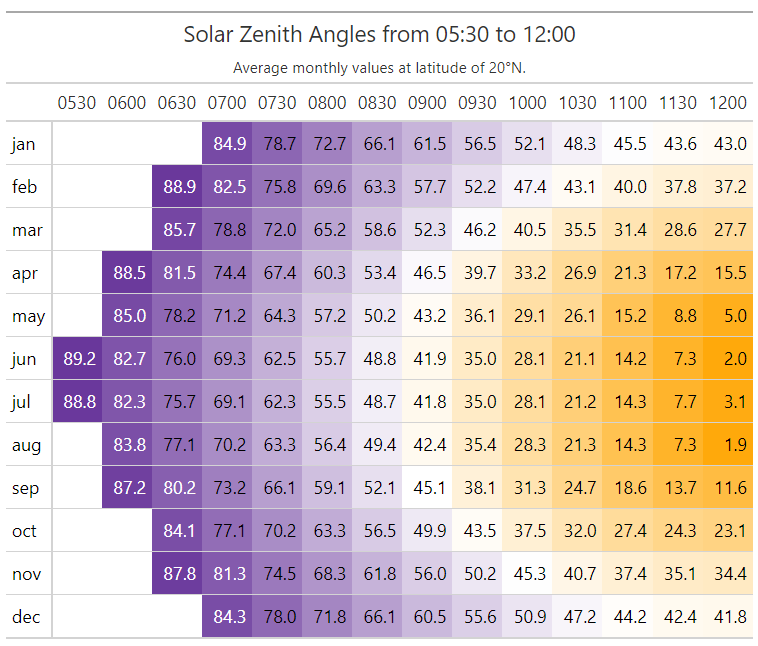 Solar Zenith Angles from 05:30 to 12:00
Average monthly values at latitude of 20°N.
0530 0600 0630 0700 0730 0800 0830 0900 0930 1000 1030 1100 1130 1200
jan 84.9 78.7 72.7 66.1 61.5 56.5 52.1 48.3 45.5 43.6 43.0
feb 88.9 82.5 75.8 69.6 63.3 57.7 52.2 47.4 43.1 40.0 37.8 37.2
mar 85.7 78.8 72.0 65.2 58.6 52.3 46.2 40.5 35.5 31.4 28.6 27.7
apr 88.5 81.5 74.4 67.4 60.3 53.4 46.5 39.7 33.2 26.9 21.3 17.2 15.5
may 85.0 78.2 71.2 64.3 57.2 50.2 43.2 36.1 29.1 26.1 15.2 8.8 5.0
jun 89.2 82.7 76.0 69.3 62.5 55.7 48.8 41.9 35.0 28.1 21.1 14.2 7.3 2.0
jul 88.8 82.3 75.7 69.1 62.3 55.5 48.7 41.8 35.0 28.1 21.2 14.3 7.7 3.1
aug 83.8 77.1 70.2 63.3 56.4 49.4 42.4 35.4 28.3 21.3 14.3 7.3 1.9
sep 87.2 80.2 73.2 66.1 59.1 52.1 45.1 38.1 31.3 24.7 18.6 13.7 11.6
oct 84.1 77.1 70.2 63.3 56.5 49.9 43.5 37.5 32.0 27.4 24.3 23.1
nov 87.8 81.3 74.5 68.3 61.8 56.0 50.2 45.3 40.7 37.4 35.1 34.4
dec 84.3 78.0 71.8 66.1 60.5 55.6 50.9 47.2 44.2 42.4 41.8